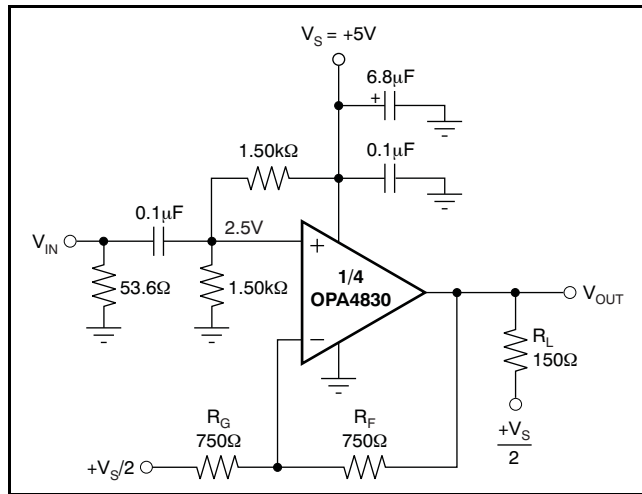 V_S = +5V
6.8μF
+
1.50kΩ
0.1μF
0.1μF
2.5V
V_IN
+
1/4
OPA4830
V_OUT
53.6Ω
1.50kΩ
−
R_L
150Ω
R_G
750Ω
R_F
750Ω
+V_S/2
+V_S
2